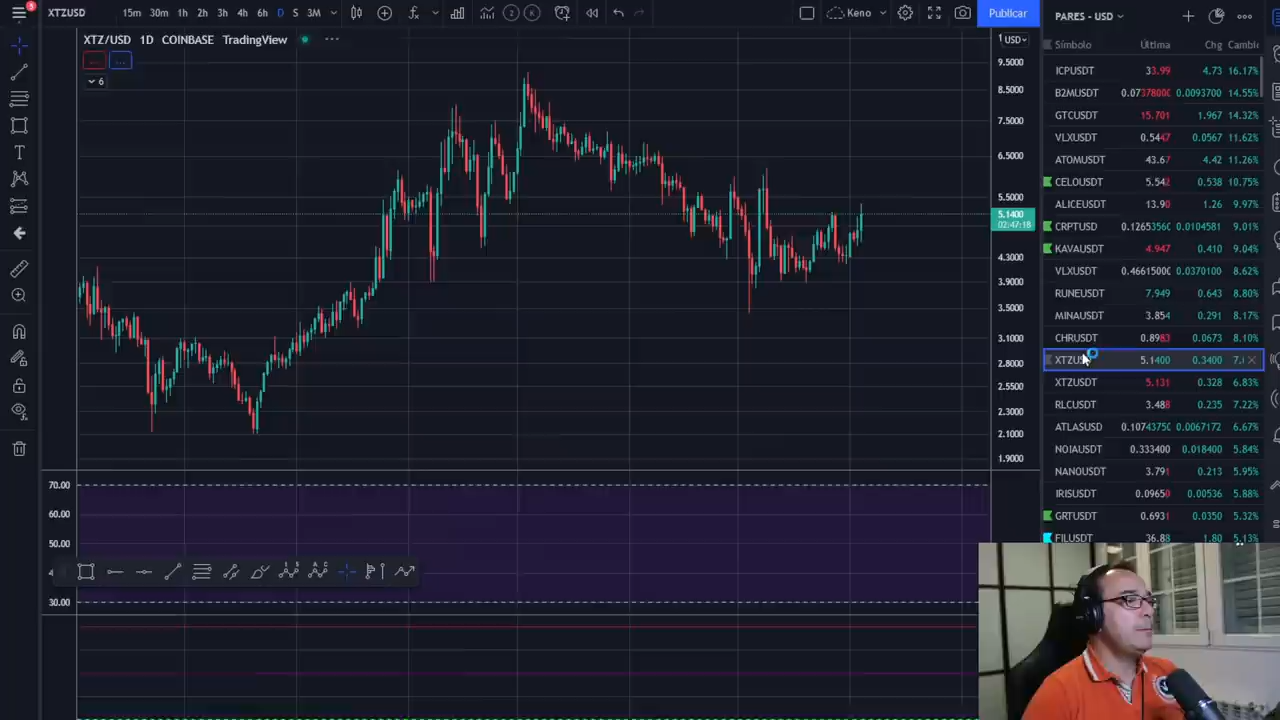 3
XTZUSD 15m 30m 1h 2h 3h 4h 6h D S 3M Keno Publicar
XTZ/USD 1D COINBASE TradingView
6
1 USD
9.5000
8.5000
7.5000
6.5000
5.5000
5.1400
02:47:18
4.3000
3.9000
3.5000
3.1000
2.8000
2.5500
2.3000
2.1000
1.9000
70.00
60.00
50.00
30.00
PARES - USD
Símbolo Última Chg Cambio
ICPUSDT 33.99 4.73 16.17%
B2MUSDT 0.07378000 0.0093700 14.55%
GTCUSDT 15.701 1.967 14.32%
VLXUSDT 0.5447 0.0567 11.62%
ATOMUSDT 43.67 4.42 11.26%
CELOUSDT 5.542 0.538 10.75%
ALICEUSDT 13.90 1.26 9.97%
CRPTUSD 0.12653560 0.0104581 9.01%
KAVAUSDT 4.947 0.410 9.04%
VLXUSDT 0.46615000 0.0370100 8.62%
RUNEUSDT 7.949 0.643 8.80%
MINAUSDT 3.854 0.291 8.17%
CHRUSDT 0.8983 0.0673 8.10%
5.1400 0.3400
XTZUSDT 5.131 0.328 6.83%
RLCUSDT 3.488 0.235 7.22%
ATLASUSD 0.10743750 0.0067172 6.67%
NOIAUSDT 0.333400 0.018400 5.84%
NANOUSDT 3.791 0.213 5.95%
IRISUSDT 0.09650 0.00536 5.88%
GRTUSDT 0.6931 0.0350 5.32%
FILUSDT 36.88 1.80 5.13%